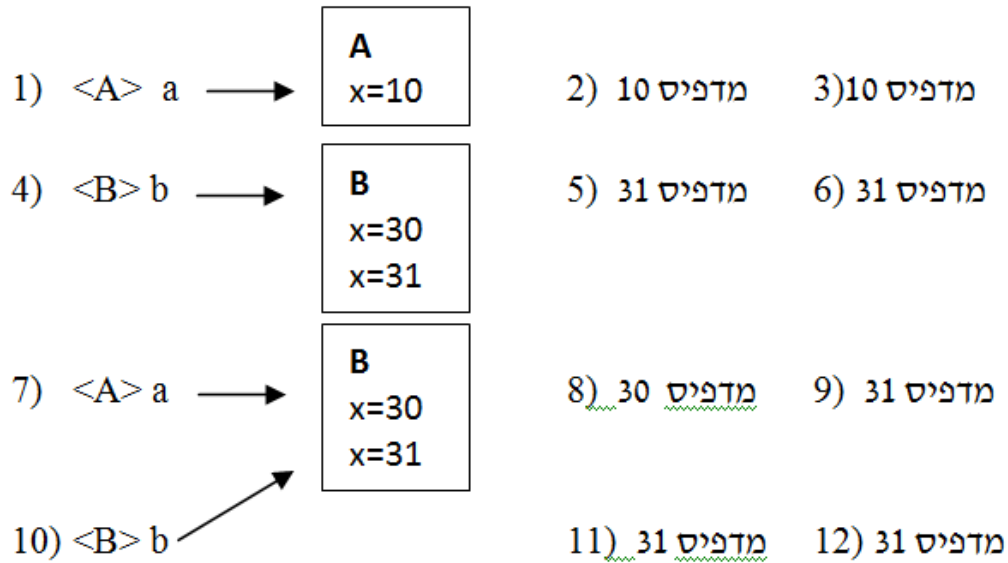 A
1) <A> a x=10 2) מדפיס 10 3) מדפיס 10
B
4) <B> b 5) מדפיס 31 6) מדפיס 31
x=30
x=31
B
7) <A> a 8) מדפיס 30 9) מדפיס 31
x=30
x=31
10) <B> b 11) מדפיס 31 12) מדפיס 31